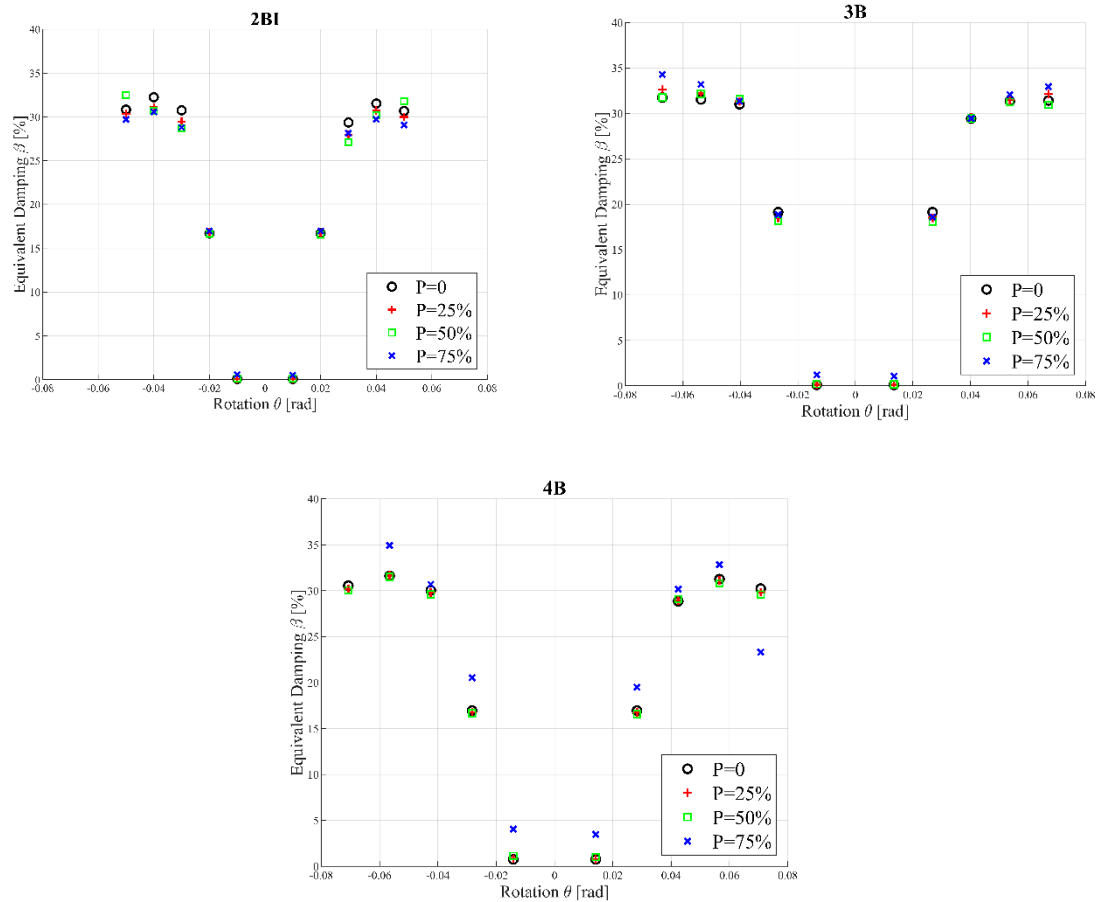 2BI
40
35
30
25
20
15
10
5
0
-0.08
-0.06
-0.04
-0.02
0
0.02
0.04
0.06
0.08
Equivalent Damping β [%]
Rotation θ [rad]
P=0
P=25%
P=50%
P=75%
3B
40
35
30
25
20
15
10
5
0
-0.08
-0.06
-0.04
-0.02
0
0.02
0.04
0.06
0.08
Equivalent Damping β [%]
Rotation θ [rad]
P=0
P=25%
P=50%
P=75%
4B
40
35
30
25
20
15
10
5
0
-0.08
-0.06
-0.04
-0.02
0
0.02
0.04
0.06
0.08
Equivalent Damping β [%]
Rotation θ [rad]
P=0
P=25%
P=50%
P=75%